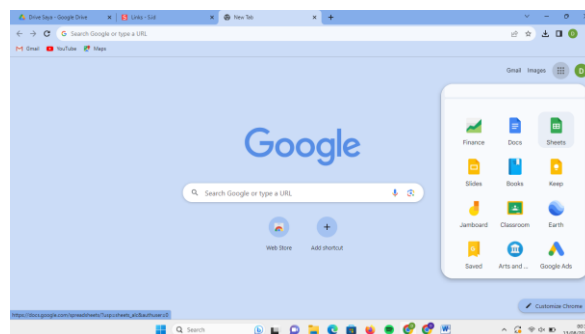 Drive Saya - Google Drive
Links - Sid
New Tab
Search Google or type a URL
Gmail
YouTube
Maps
Gmail Images
D
Google
Search Google or type a URL
Web Store
Add shortcut
Finance
Docs
Sheets
Slides
Books
Keep
Jamboard
Classroom
Earth
Saved
Arts and ...
Google Ads
Customize Chrome
Search